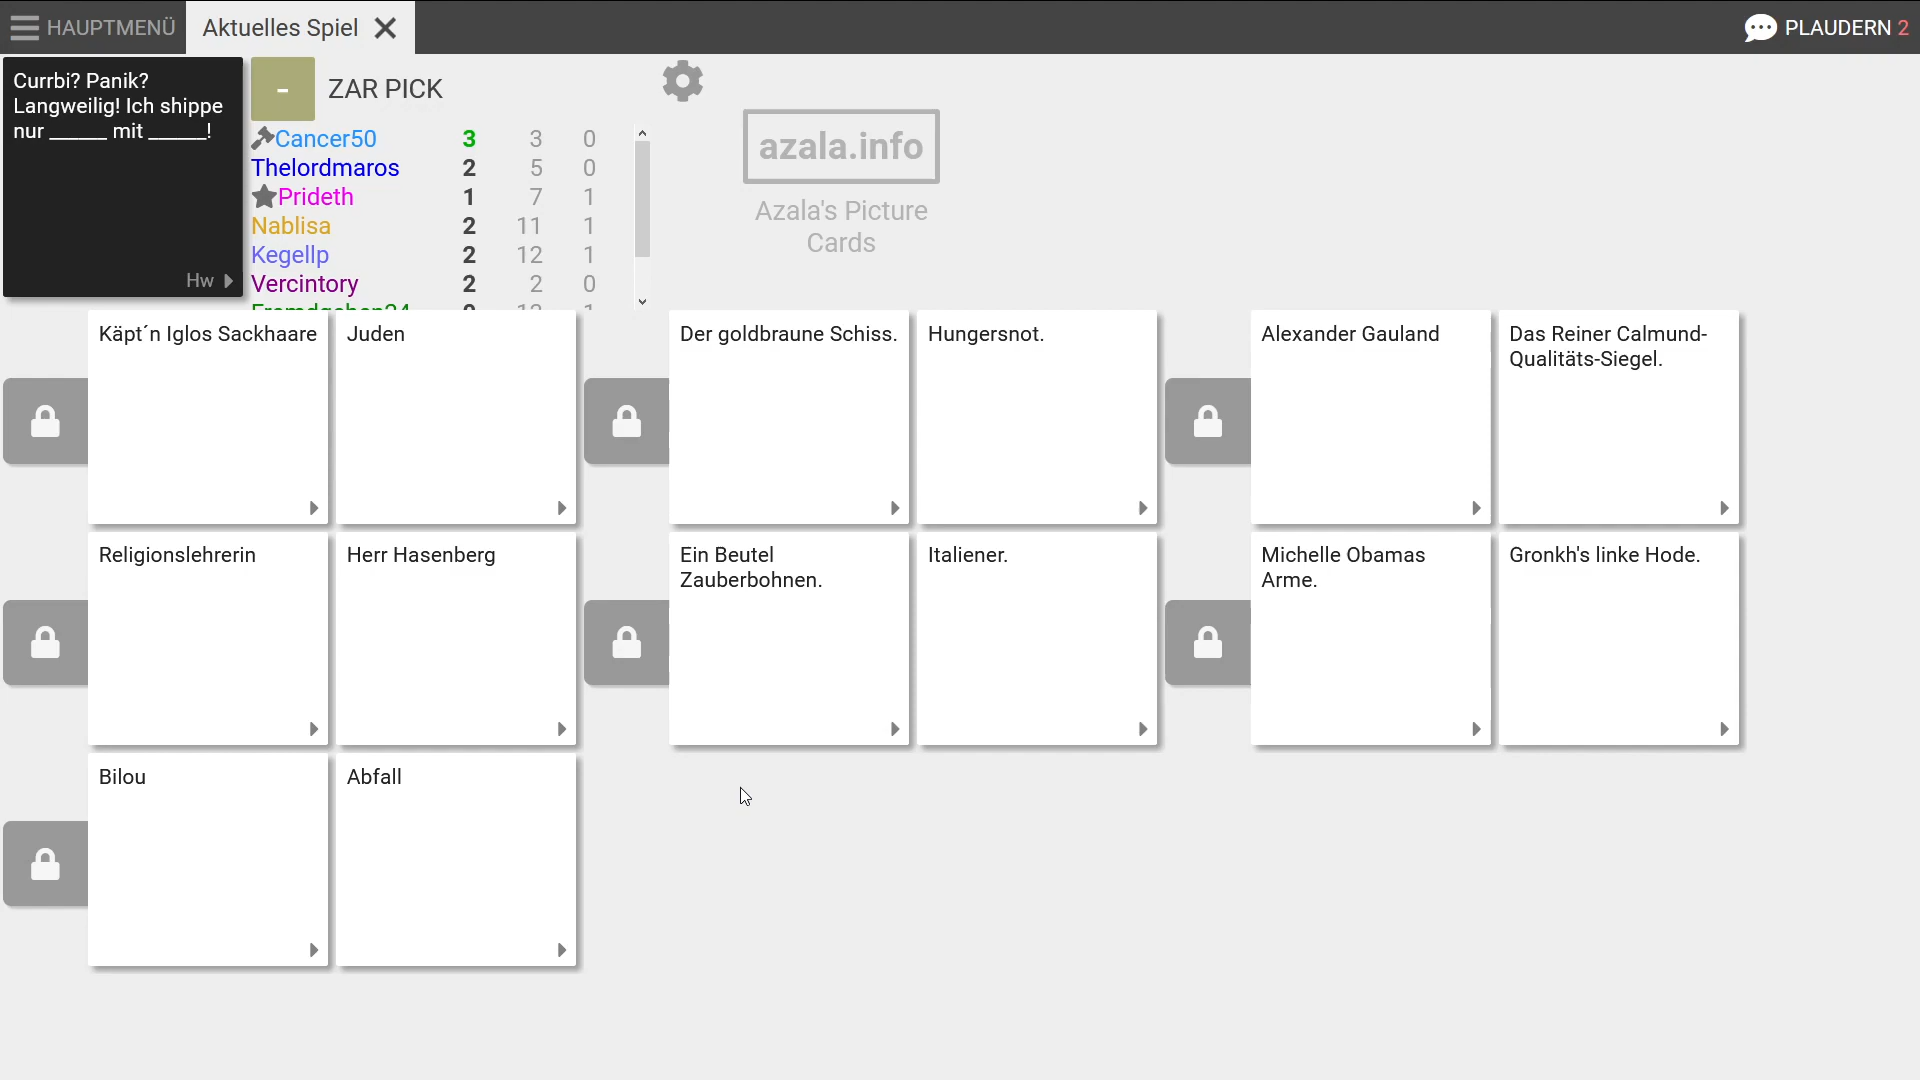 HAUPTMENÜ
Aktuelles Spiel
PLAUDERN 2
Currbi? Panik?
Langweilig! Ich shippe
nur ______ mit ______!
Hw
-
ZAR PICK
Cancer50 3 3 0
Thelordmaros 2 5 0
Prideth 1 7 1
Nablisa 2 11 1
Kegellp 2 12 1
Vercintory 2 2 0
azala.info
Azala's Picture
Cards
Käpt´n Iglos Sackhaare
Juden
Der goldbraune Schiss.
Hungersnot.
Alexander Gauland
Das Reiner Calmund-
Qualitäts-Siegel.
Religionslehrerin
Herr Hasenberg
Ein Beutel
Zauberbohnen.
Italiener.
Michelle Obamas
Arme.
Gronkh's linke Hode.
Bilou
Abfall